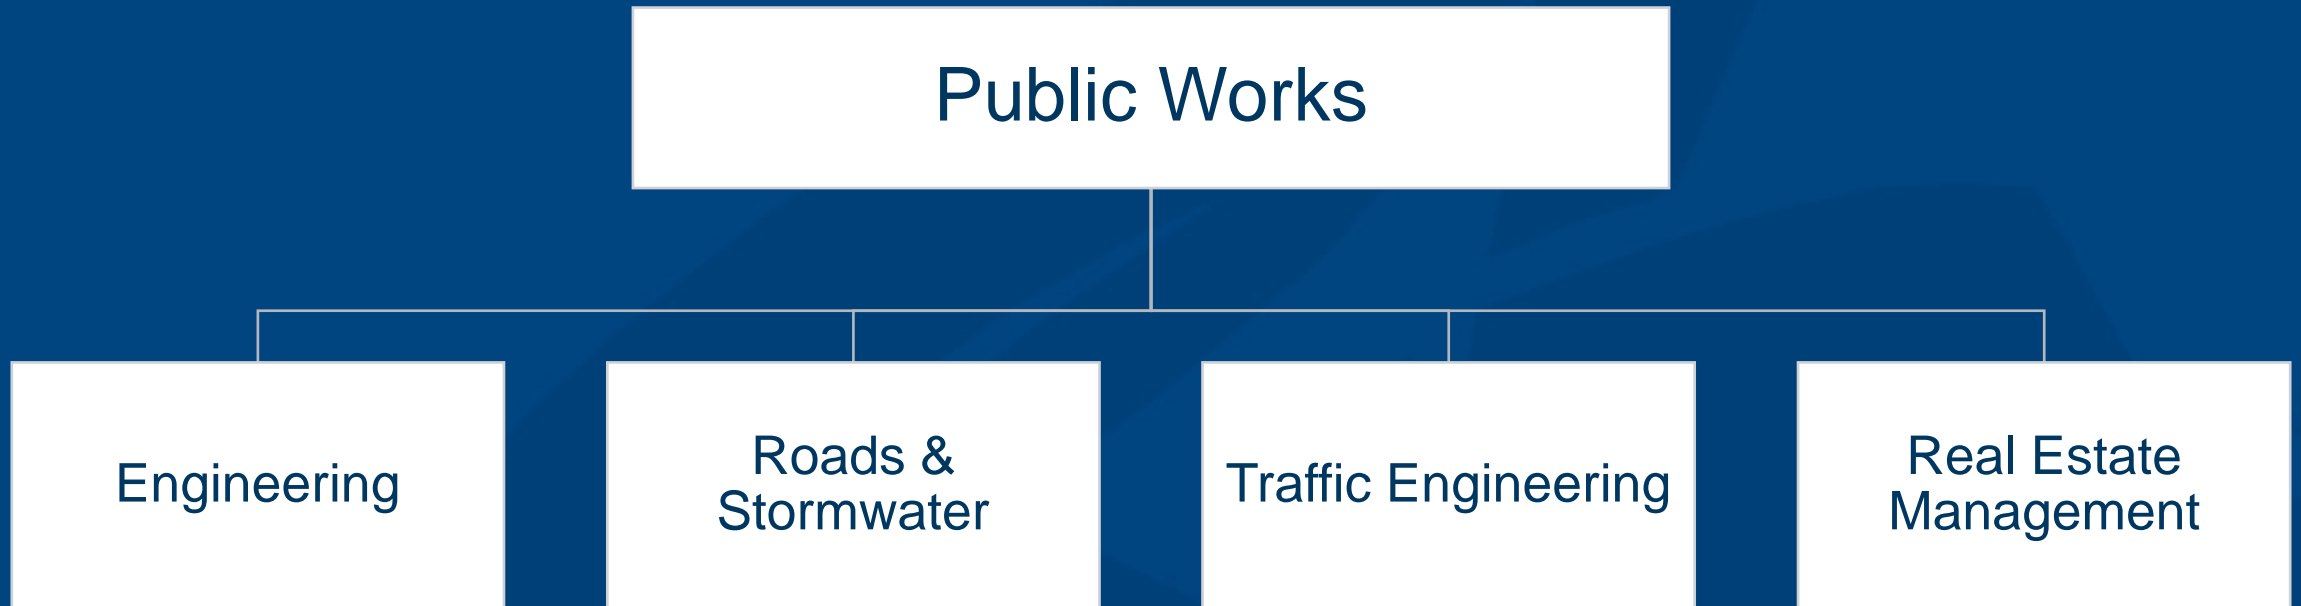 Public Works
Engineering
Roads &
Stormwater
Traffic Engineering
Real Estate
Management